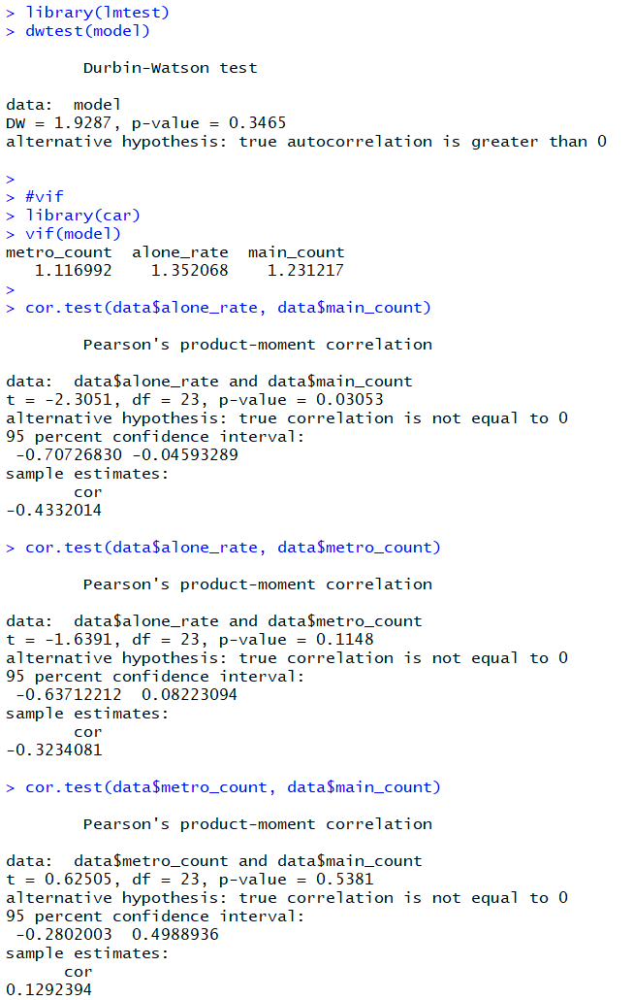 > library(lmtest)
> dwtest(model)
Durbin-Watson test
data:  model
DW = 1.9287, p-value = 0.3465
alternative hypothesis: true autocorrelation is greater than 0
>
> #vif
> library(car)
> vif(model)
metro_count  alone_rate  main_count
1.116992    1.352068    1.231217
>
> cor.test(data$alone_rate, data$main_count)
Pearson's product-moment correlation
data:  data$alone_rate and data$main_count
t = -2.3051, df = 23, p-value = 0.03053
alternative hypothesis: true correlation is not equal to 0
95 percent confidence interval:
-0.70726830 -0.04593289
sample estimates:
cor
-0.4332014
> cor.test(data$alone_rate, data$metro_count)
Pearson's product-moment correlation
data:  data$alone_rate and data$metro_count
t = -1.6391, df = 23, p-value = 0.1148
alternative hypothesis: true correlation is not equal to 0
95 percent confidence interval:
-0.63712122  0.08223094
sample estimates:
cor
-0.3234081
> cor.test(data$metro_count, data$main_count)
Pearson's product-moment correlation
data:  data$metro_count and data$main_count
t = 0.62505, df = 23, p-value = 0.5381
alternative hypothesis: true correlation is not equal to 0
95 percent confidence interval:
-0.2802003  0.4988936
sample estimates:
cor
0.1292394